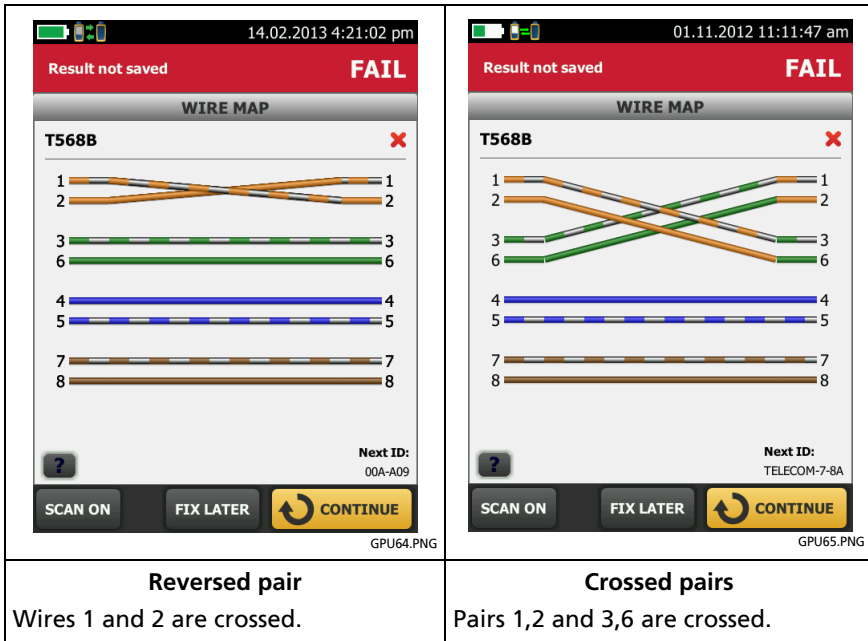 14.02.2013 4:21:02 pm
Result not saved FAIL
WIRE MAP
T568B
1 1
2 2
3 3
6 6
4 4
5 5
7 7
8 8
?
Next ID:
00A-A09
SCAN ON FIX LATER CONTINUE
GPU64.PNG
Reversed pair
Wires 1 and 2 are crossed.
01.11.2012 11:11:47 am
Result not saved FAIL
WIRE MAP
T568B
1 1
2 2
3 3
6 6
4 4
5 5
7 7
8 8
?
Next ID:
TELECOM-7-8A
SCAN ON FIX LATER CONTINUE
GPU65.PNG
Crossed pairs
Pairs 1,2 and 3,6 are crossed.